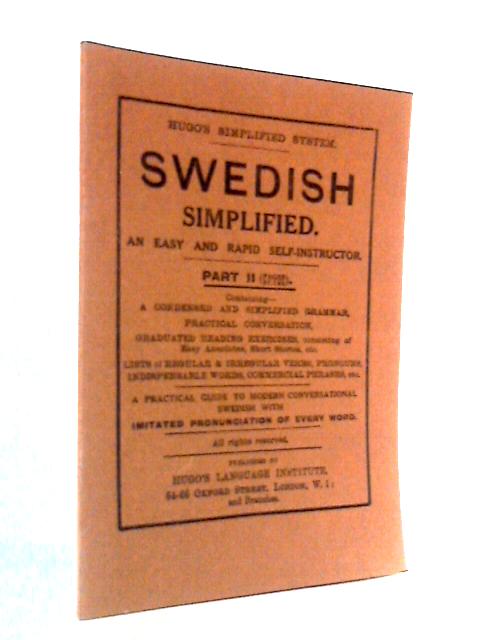 HUGO'S SIMPLIFIED SYSTEM.
SWEDISH
SIMPLIFIED.
AN EASY AND RAPID SELF-INSTRUCTOR.
PART II
Containing—
A CONDENSED AND SIMPLIFIED GRAMMAR,
PRACTICAL CONVERSATION,
GRADUATED READING EXERCISES, consisting of
Easy Anecdotes, Short Stories, etc.
LISTS of REGULAR & IRREGULAR VERBS, PRONOUNS,
INDISPENSABLE WORDS, COMMERCIAL PHRASES, etc.
A PRACTICAL GUIDE TO MODERN CONVERSATIONAL
SWEDISH WITH
IMITATED PRONUNCIATION OF EVERY WORD.
All rights reserved.
PUBLISHED BY
HUGO'S LANGUAGE INSTITUTE,
64-66 OXFORD STREET, LONDON, W. 1;
and Branches.